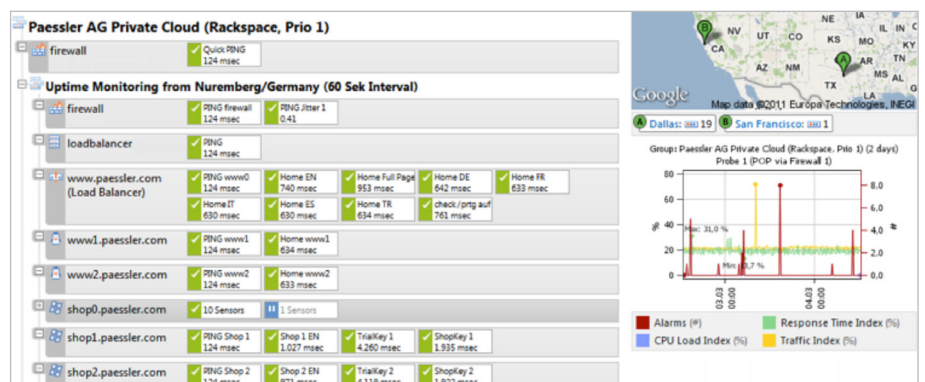 Paessler AG Private Cloud (Rackspace, Prio 1)
firewall
Quick PING
124 msec
Uptime Monitoring from Nuremberg/Germany (60 Sek Interval)
firewall
PING firewall
124 msec
PING Jitter 1
0,41
loadbalancer
PING
124 msec
www.paessler.com
(Load Balancer)
PING www0
124 msec
Home EN
740 msec
Home Full Page
953 msec
Home DE
642 msec
Home FR
633 msec
Home IT
630 msec
Home ES
630 msec
Home TR
634 msec
check /prtg auf
761 msec
www1.paessler.com
PING www1
124 msec
Home www1
634 msec
www2.paessler.com
PING www2
124 msec
Home www2
633 msec
shop0.paessler.com
10 Sensors
1 Sensors
shop1.paessler.com
PING Shop 1
124 msec
Shop 1 EN
1.027 msec
TrialKey 1
4.260 msec
ShopKey 1
1.935 msec
shop2.paessler.com
PING Shop 2
124 msec
Shop 2 EN
TrialKey 2
ShopKey 2
NE
IA
NV
UT
CO
KS
MO
IL
IN
KY
CA
AZ
NM
AR
TN
MS
AL
TX
LA
B
A
Google
Map data ©2011 Europa Technologies, INEGI
A Dallas: 19
B San Francisco: 1
Group: Paessler AG Private Cloud (Rackspace, Prio 1) (2 days)
Probe 1 (POP via Firewall 1)
80
60
40
20
0
%
8,0
6,0
4,0
2,0
0,0
#
Max: 31,0 %
03.03
00:00
04.03
00:00
Alarms (#)
Response Time Index (%)
CPU Load Index (%)
Traffic Index (%)